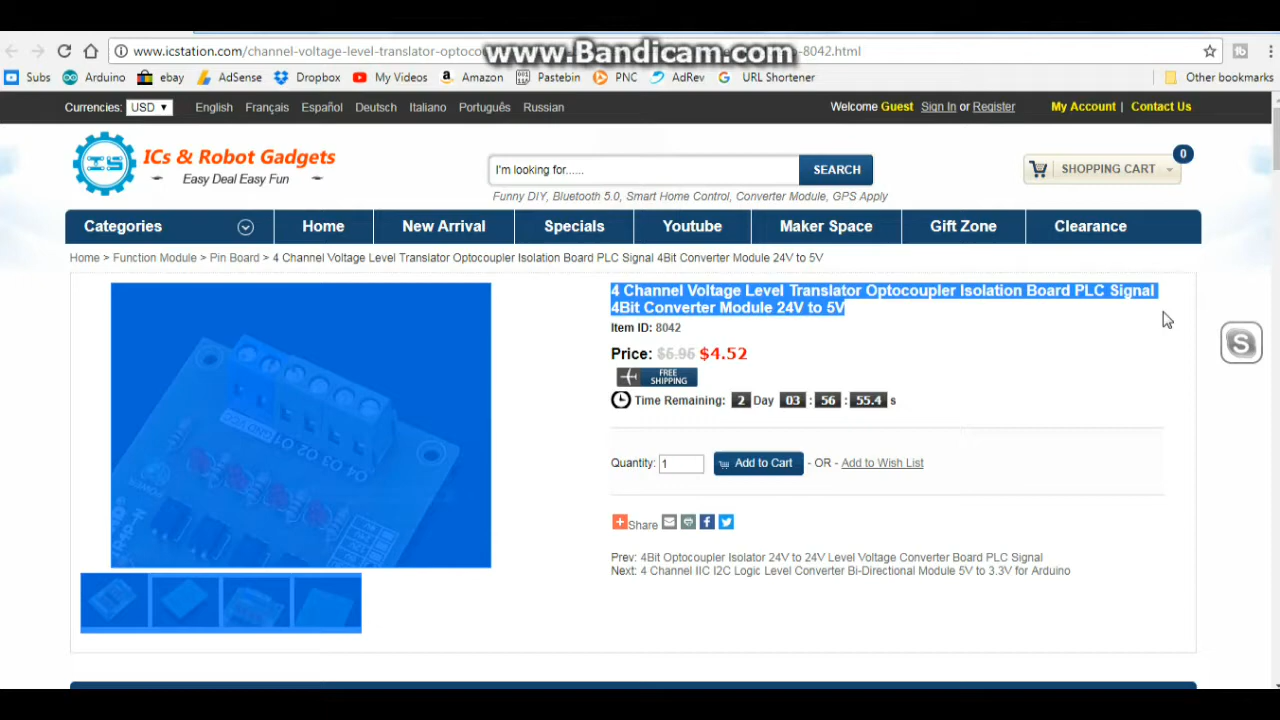 www.icstation.com/channel-voltage-level-translator-optoco
www.Bandicam.com
-8042.html
Subs Arduino ebay AdSense Dropbox My Videos Amazon Pastebin PNC AdRev URL Shortener Other bookmarks
Currencies: USD English Français Español Deutsch Italiano Português Russian Welcome Guest Sign In or Register My Account | Contact Us
IS ICs & Robot Gadgets
Easy Deal Easy Fun
I'm looking for...... SEARCH
SHOPPING CART 0
Funny DIY, Bluetooth 5.0, Smart Home Control, Converter Module, GPS Apply
Categories Home New Arrival Specials Youtube Maker Space Gift Zone Clearance
Home > Function Module > Pin Board > 4 Channel Voltage Level Translator Optocoupler Isolation Board PLC Signal 4Bit Converter Module 24V to 5V
4 Channel Voltage Level Translator Optocoupler Isolation Board PLC Signal
4Bit Converter Module 24V to 5V
Item ID: 8042
Price: $5.95 $4.52
FREE
SHIPPING
Time Remaining: 2 Day 03 : 56 : 55.4 s
Quantity: 1 Add to Cart - OR - Add to Wish List
Share
Prev: 4Bit Optocoupler Isolator 24V to 24V Level Voltage Converter Board PLC Signal
Next: 4 Channel IIC I2C Logic Level Converter Bi-Directional Module 5V to 3.3V for Arduino
VCC GND O1 O2 O3 O4
POWER